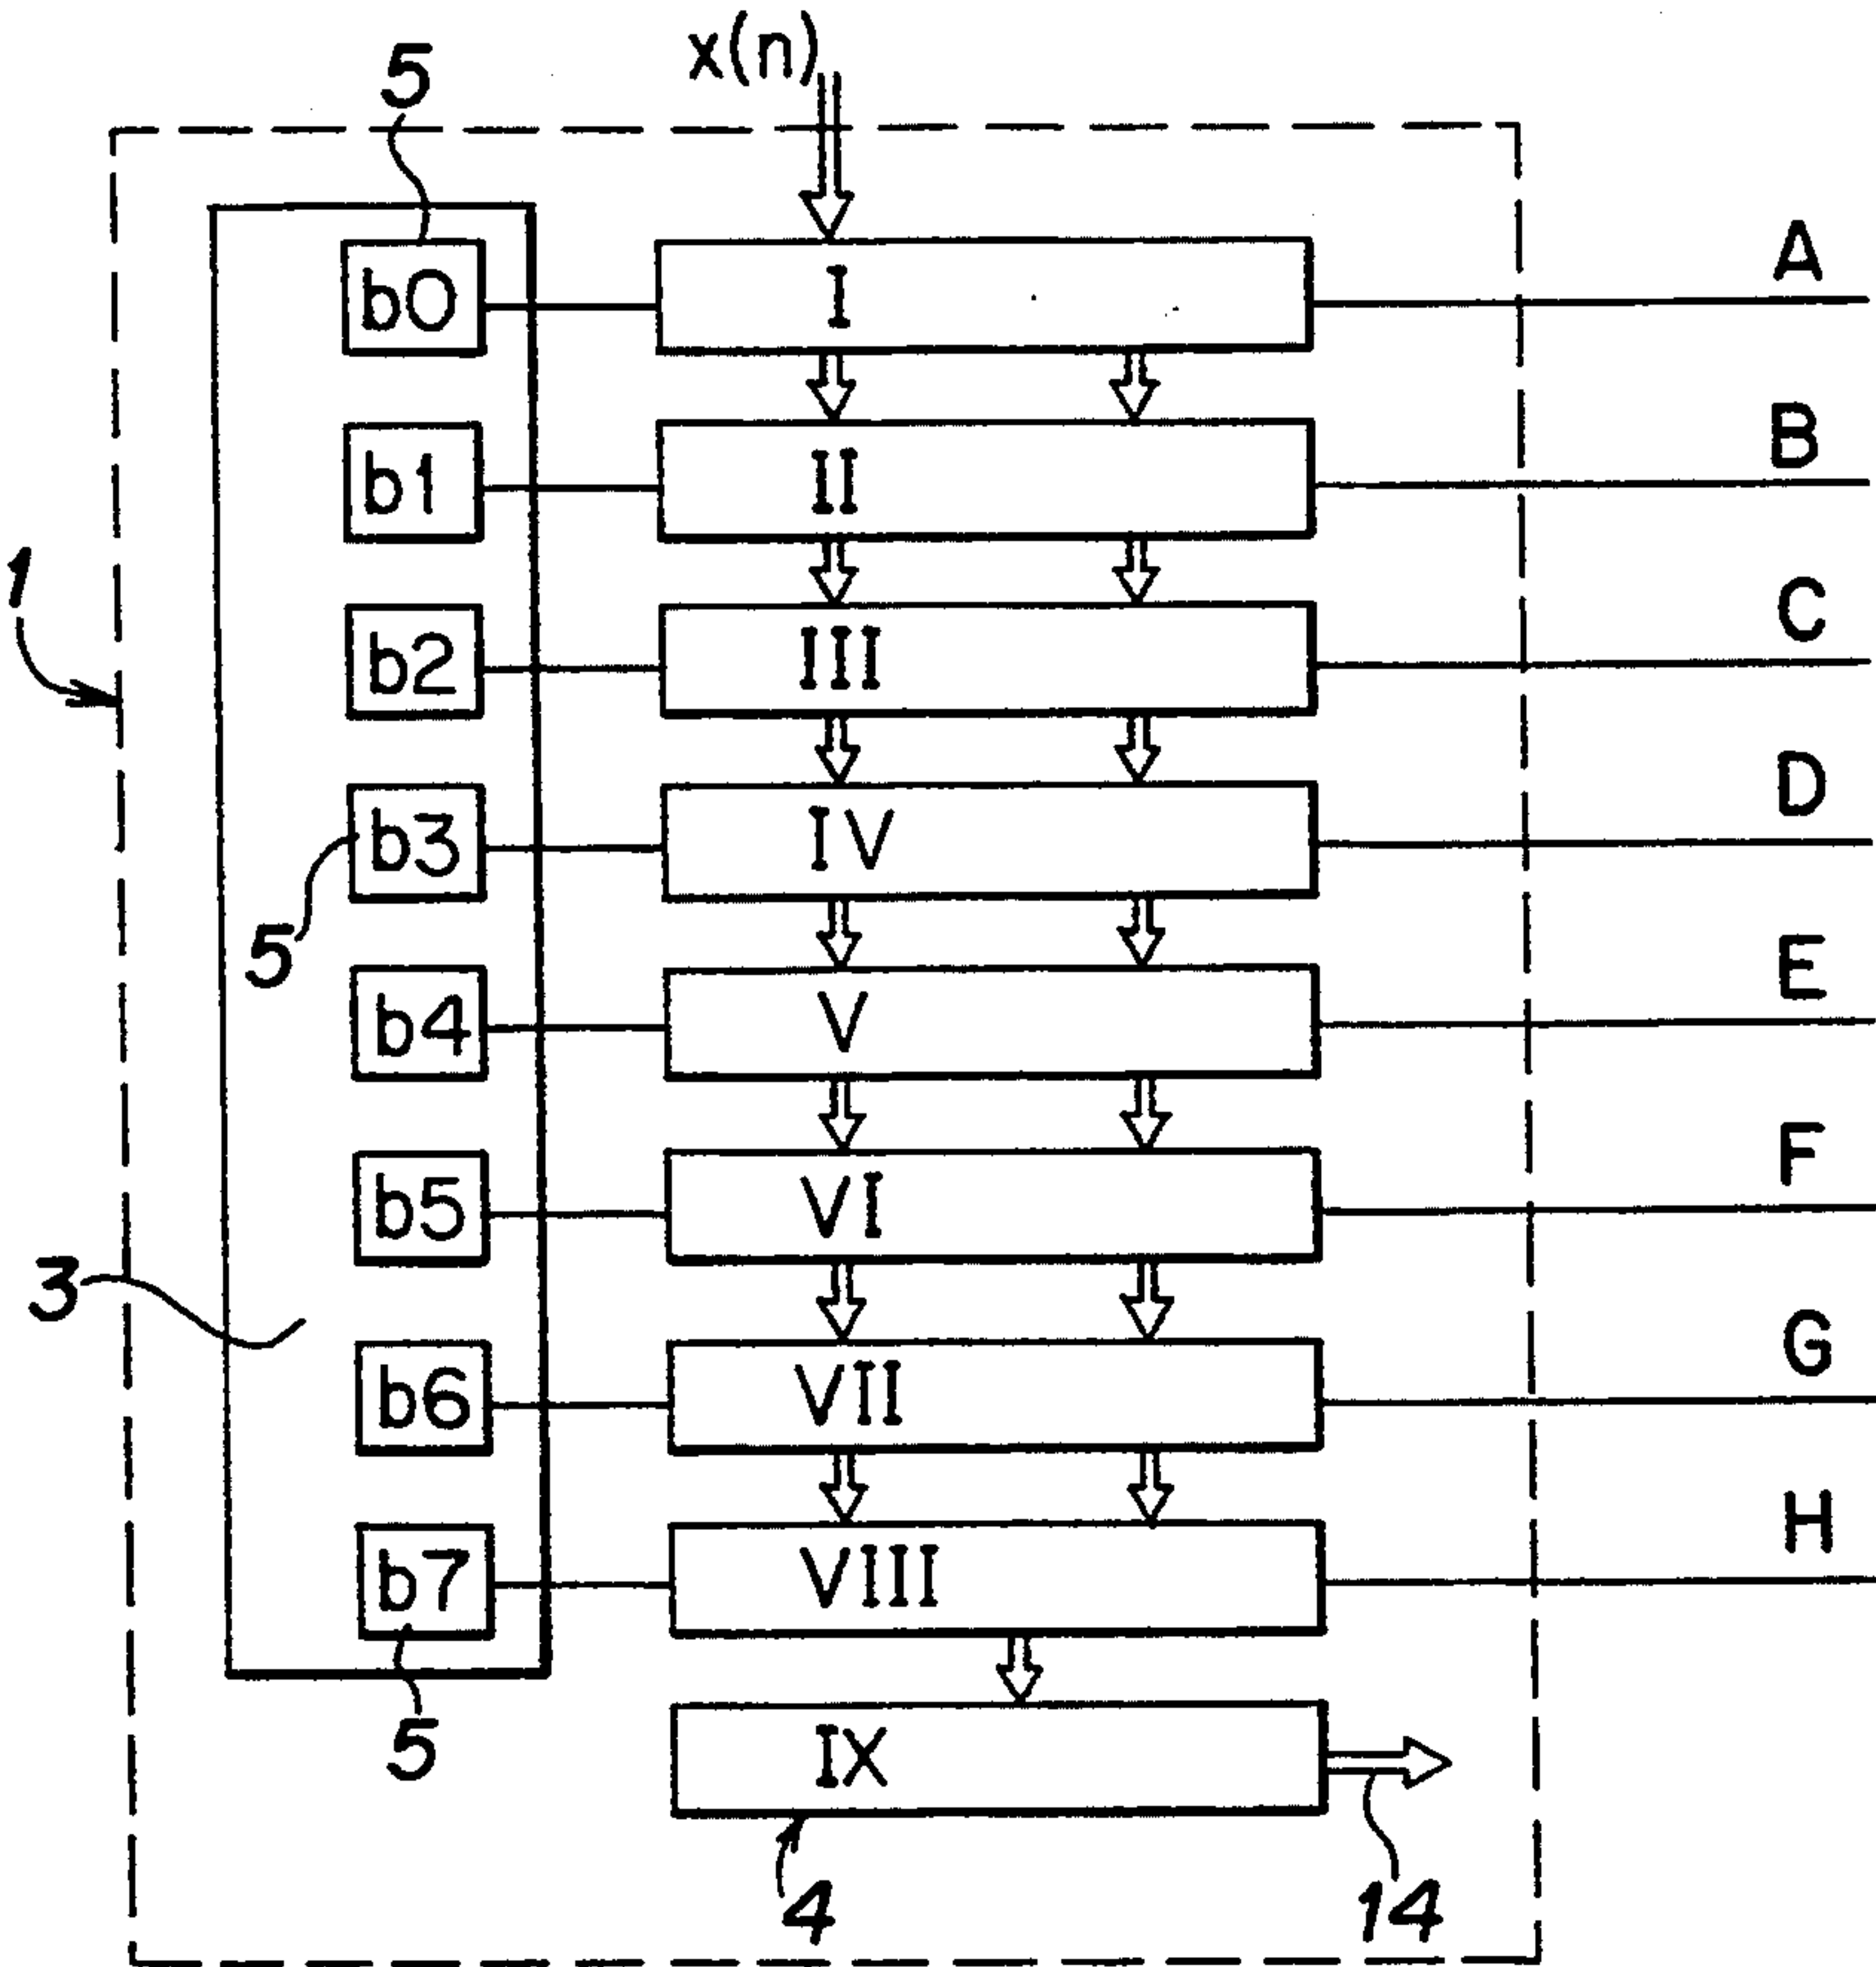 x(n)
5
b0 I A
b1 II B
1
b2 III C
b3 IV D
5
b4 V E
b5 VI F
3
b6 VII G
b7 VIII H
5
IX
4 14